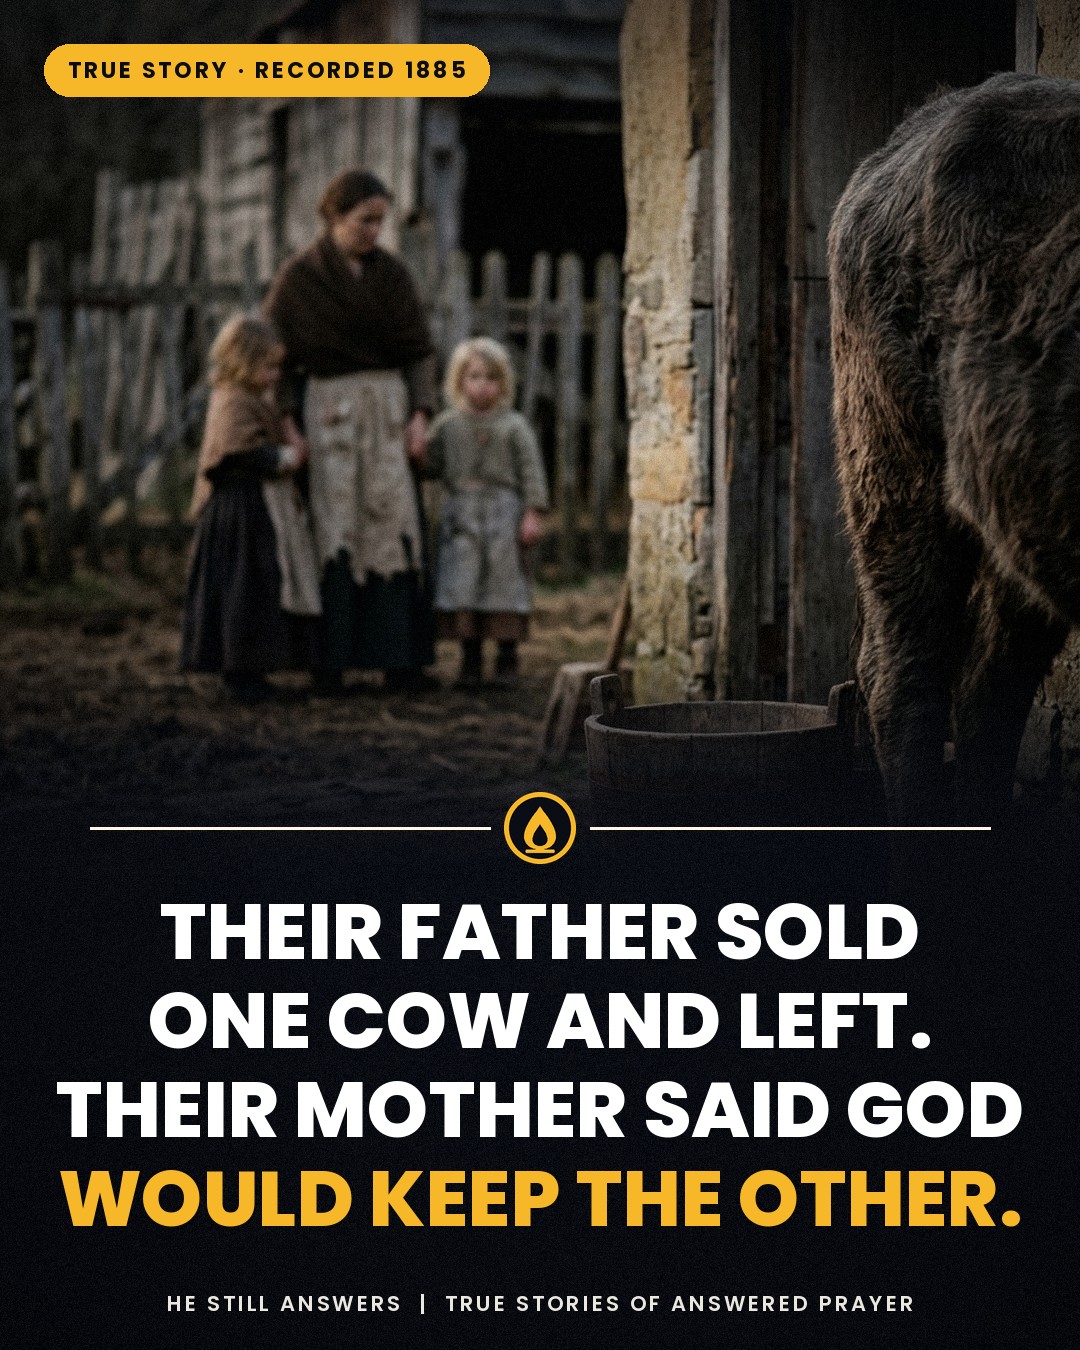 TRUE STORY · RECORDED 1885
THEIR FATHER SOLD
ONE COW AND LEFT.
THEIR MOTHER SAID GOD
WOULD KEEP THE OTHER.
HE STILL ANSWERS | TRUE STORIES OF ANSWERED PRAYER